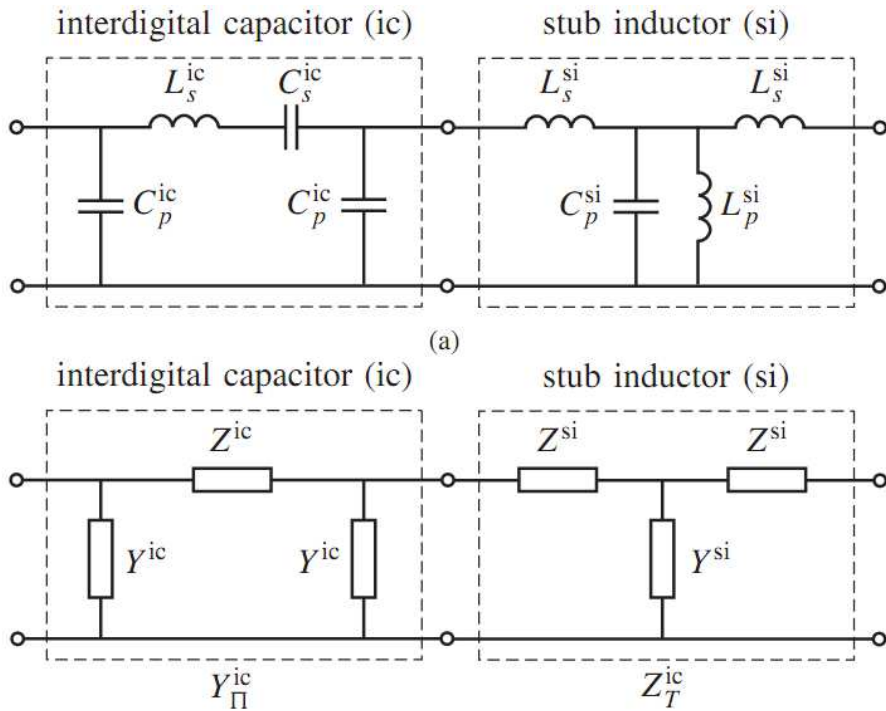 interdigital capacitor (ic) stub inductor (si)
L_s^ic C_s^ic L_s^si L_s^si
C_p^ic C_p^ic C_p^si L_p^si
(a)
interdigital capacitor (ic) stub inductor (si)
Z^ic Z^si Z^si
Y^ic Y^ic Y^si
Y_Π^ic Z_T^ic